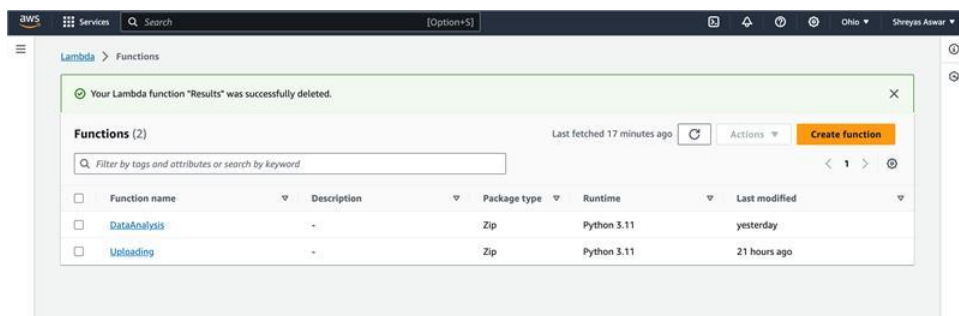 aws Services Search [Option+S] Ohio ▼ Shreyas Aswar ▼
Lambda > Functions
Your Lambda function "Results" was successfully deleted.
Functions (2) Last fetched 17 minutes ago Actions ▼ Create function
Filter by tags and attributes or search by keyword < 1 >
Function name Description Package type Runtime Last modified
DataAnalysis - Zip Python 3.11 yesterday
Uploading - Zip Python 3.11 21 hours ago